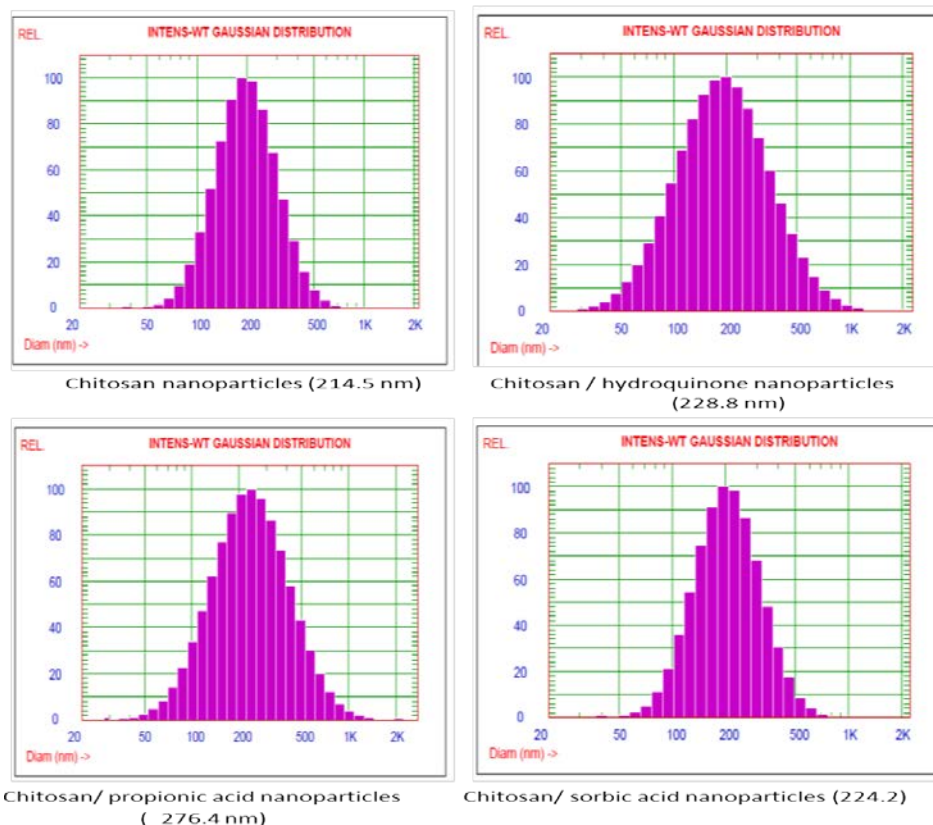 INTENS-WT GAUSSIAN DISTRIBUTION
REL.
100
80
60
40
20
0
20 50 100 200 500 1K 2K
Diam (nm) ->
Chitosan nanoparticles (214.5 nm)
INTENS-WT GAUSSIAN DISTRIBUTION
REL.
100
80
60
40
20
0
20 50 100 200 500 1K 2K
Diam (nm) ->
Chitosan / hydroquinone nanoparticles
(228.8 nm)
REL. INTENS-WT GAUSSIAN DISTRIBUTION
100
80
60
40
20
0
20 50 100 200 500 1K 2K
Diam (nm) ->
Chitosan/ propionic acid nanoparticles
( 276.4 nm)
REL. INTENS-WT GAUSSIAN DISTRIBUTION
100
80
60
40
20
0
20 50 100 200 500 1K 2K
Diam (nm) ->
Chitosan/ sorbic acid nanoparticles (224.2)